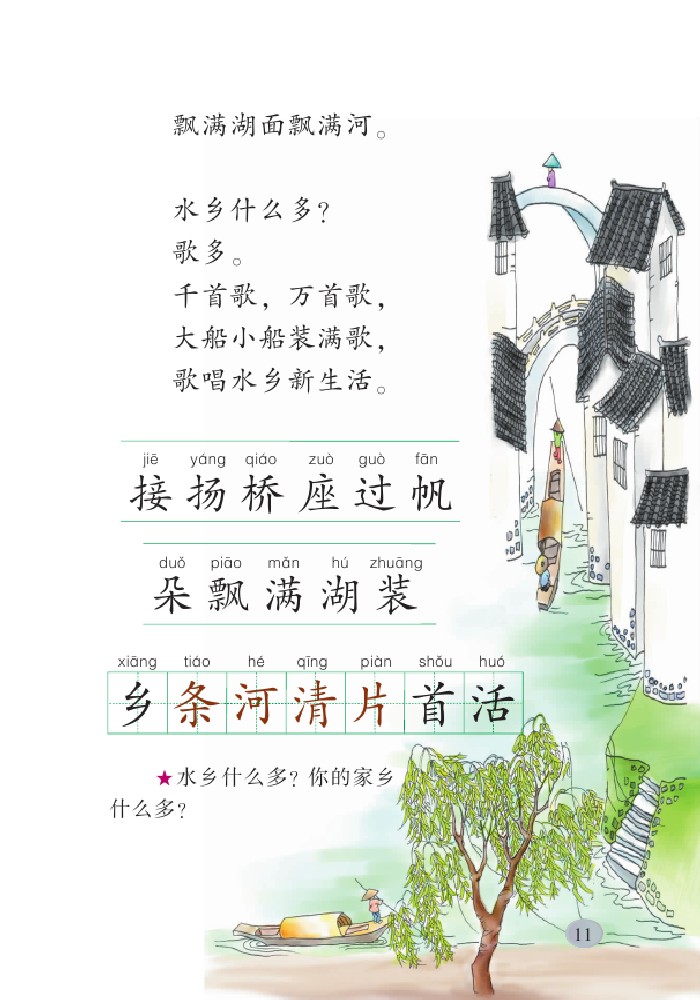 飘满湖面飘满河。
水乡什么多？
歌多。
千首歌，万首歌，
大船小船装满歌，
歌唱水乡新生活。
jiē yáng qiáo zuò guò fān
接扬桥座过帆
duǒ piāo mǎn hú zhuāng
朵飘满湖装
xiāng tiáo hé qīng piàn shǒu huó
乡条河清片首活
★水乡什么多？你的家乡
什么多？
11